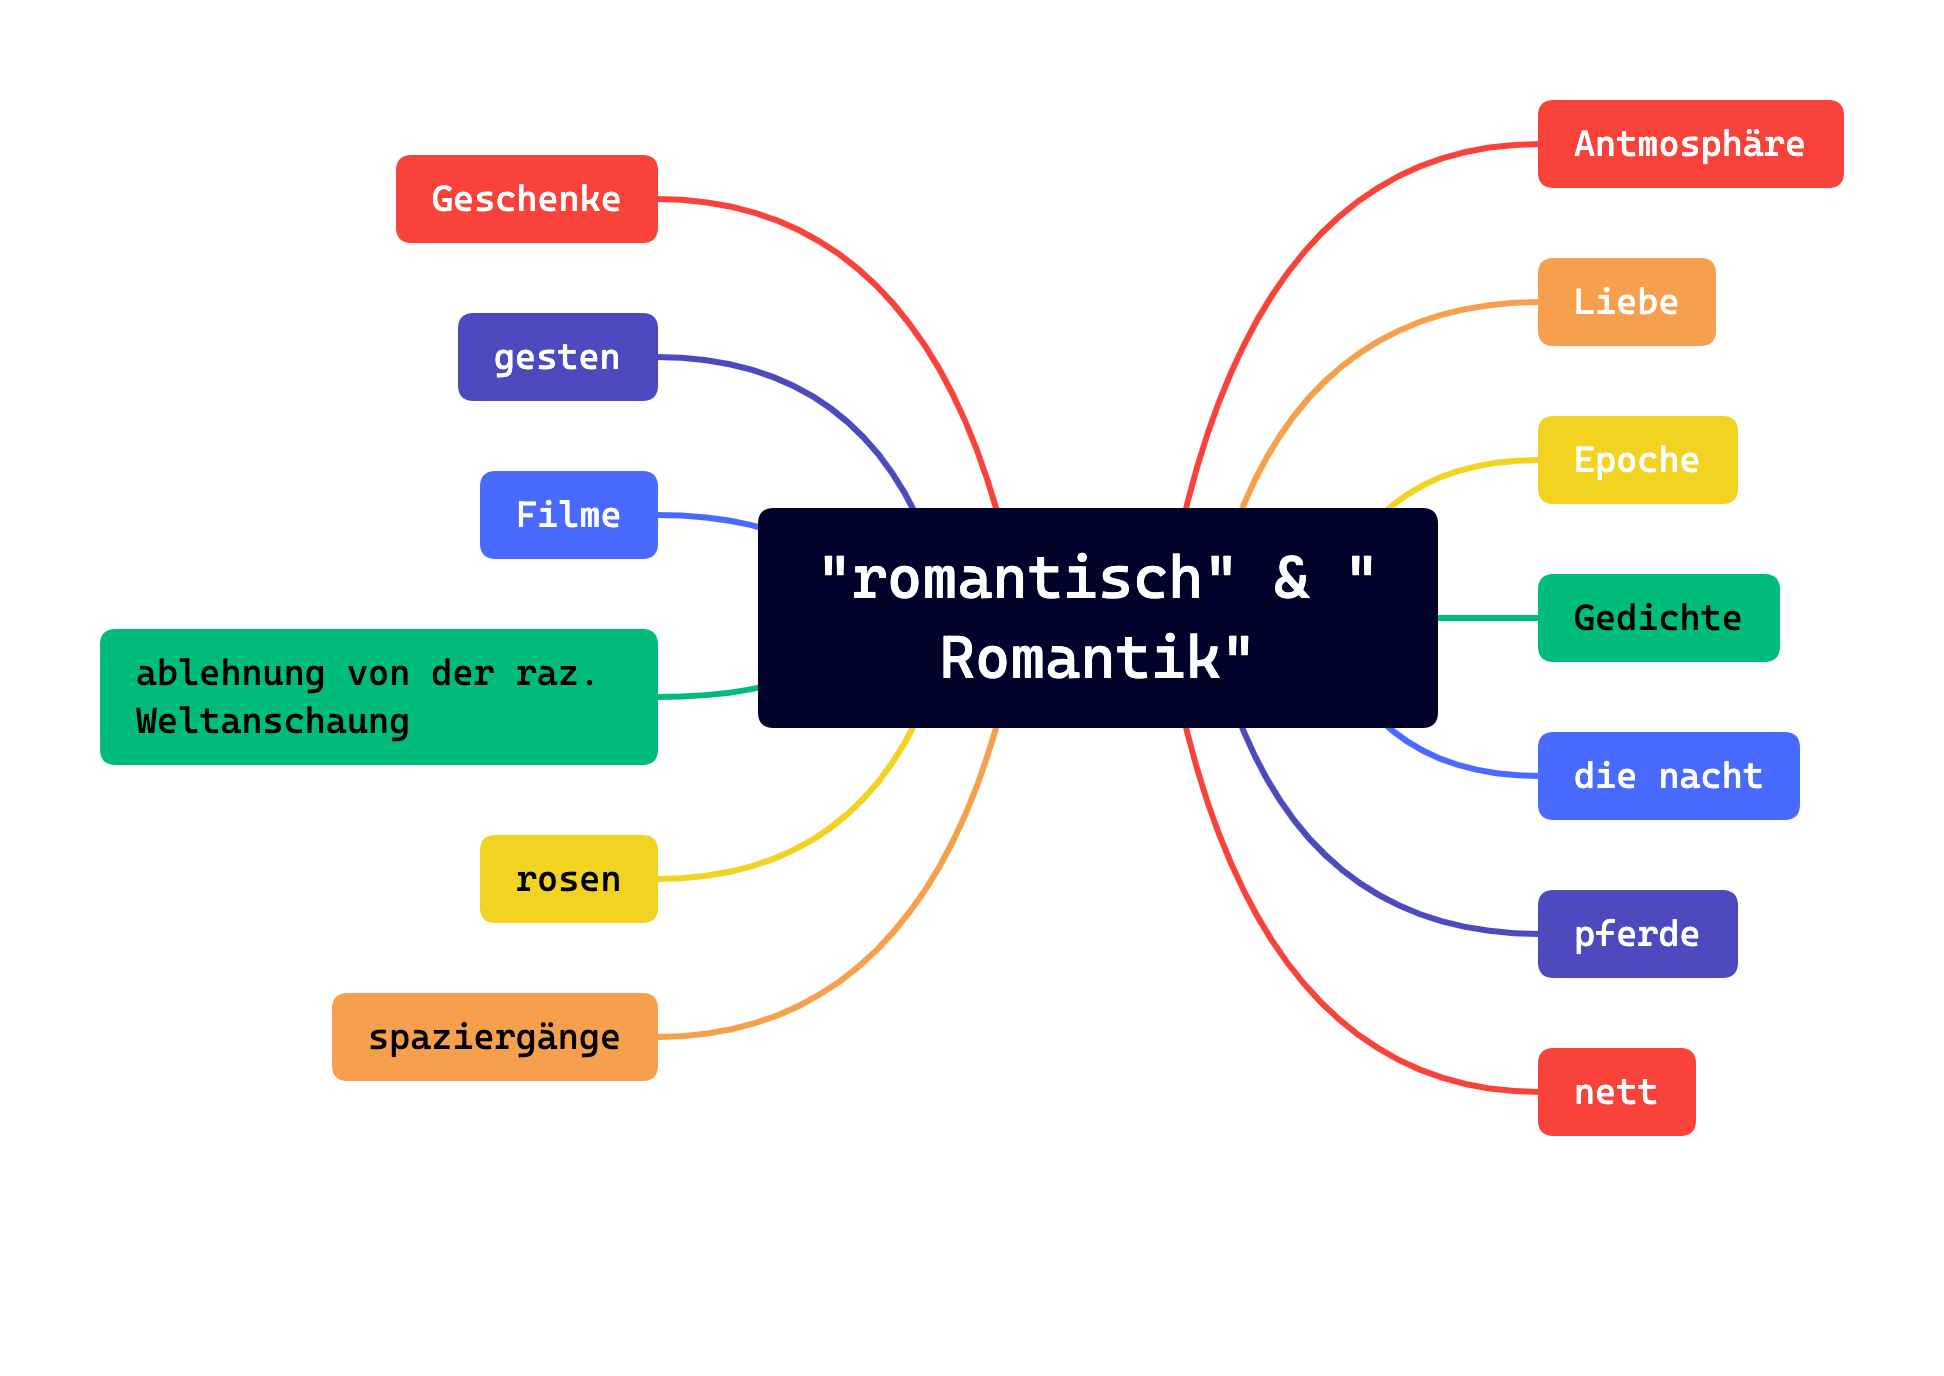 "romantisch" & "
Romantik"
Geschenke
gesten
Filme
ablehnung von der raz.
Weltanschaung
rosen
spaziergänge
Antmosphäre
Liebe
Epoche
Gedichte
die nacht
pferde
nett